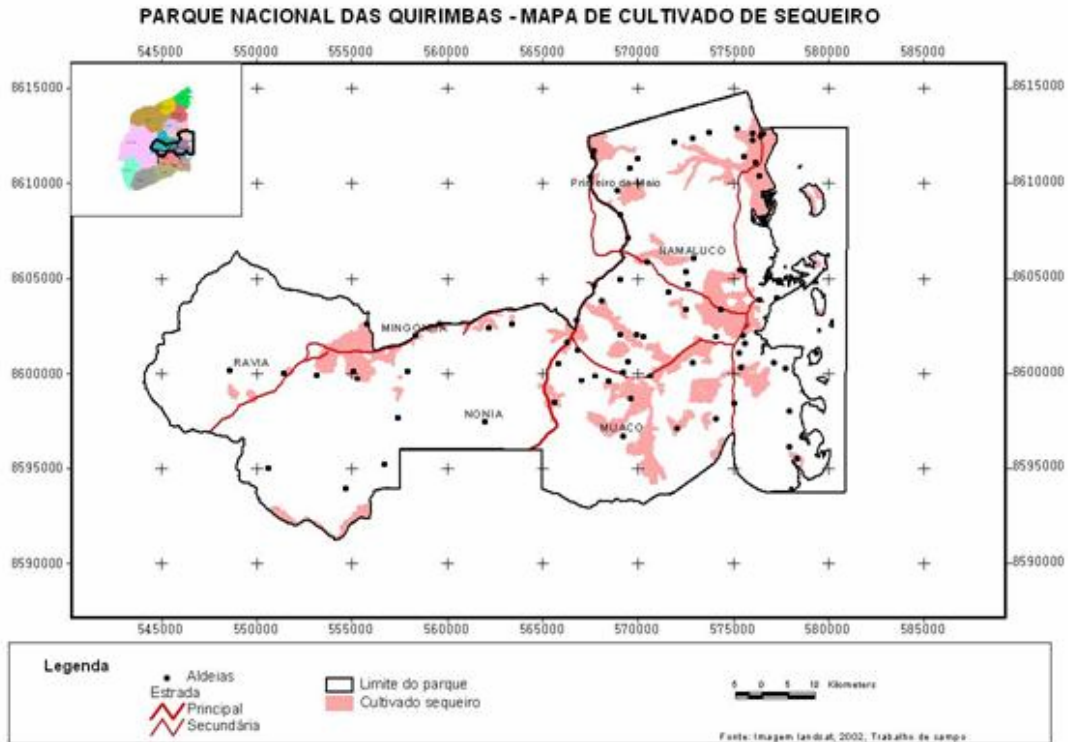 PARQUE NACIONAL DAS QUIRIMBAS - MAPA DE CULTIVADO DE SEQUEIRO
545000 550000 555000 560000 565000 570000 575000 580000 585000
8615000 8615000
8610000 8610000
Primeiro de Maio
NAMALUCO
8605000 8605000
RAVIA
8600000 8600000
NONIA
MUACO
8595000 8595000
8590000 8590000
545000 550000 555000 560000 565000 570000 575000 580000 585000
Legenda
Aldeias
Estrada
Principal
Secundária
Limite do parque
Cultivado sequeiro
5 0 5 10 Kilometers
Fonte: Imagem landsat, 2002, Trabalho de campo